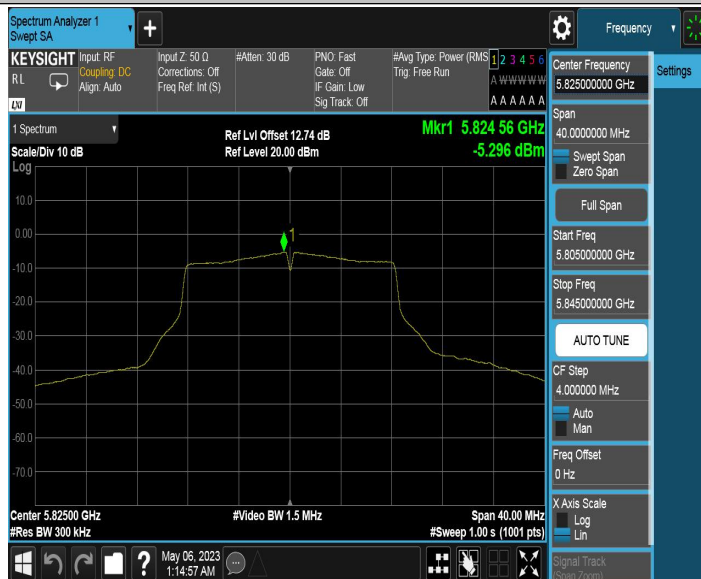 Spectrum Analyzer 1
Swept SA
Frequency
KEYSIGHT
RL
LXI
Input: RF
Coupling: DC
Align: Auto
Input Z: 50 Ω
Corrections: Off
Freq Ref: Int (S)
#Atten: 30 dB
PNO: Fast
Gate: Off
IF Gain: Low
Sig Track: Off
#Avg Type: Power (RMS
Trig: Free Run
1 2 3 4 5 6
A W W W W W
A A A A A A
1 Spectrum
Scale/Div 10 dB
Log
Ref Lvl Offset 12.74 dB
Ref Level 20.00 dBm
Mkr1 5.824 56 GHz
-5.296 dBm
10.0
0.00
-10.0
-20.0
-30.0
-40.0
-50.0
-60.0
-70.0
1
Center 5.82500 GHz
#Res BW 300 kHz
#Video BW 1.5 MHz
Span 40.00 MHz
#Sweep 1.00 s (1001 pts)
May 06, 2023
1:14:57 AM
Center Frequency
5.825000000 GHz
Settings
Span
40.0000000 MHz
Swept Span
Zero Span
Full Span
Start Freq
5.805000000 GHz
Stop Freq
5.845000000 GHz
AUTO TUNE
CF Step
4.000000 MHz
Auto
Man
Freq Offset
0 Hz
X Axis Scale
Log
Lin
Signal Track
(Span Zoom)